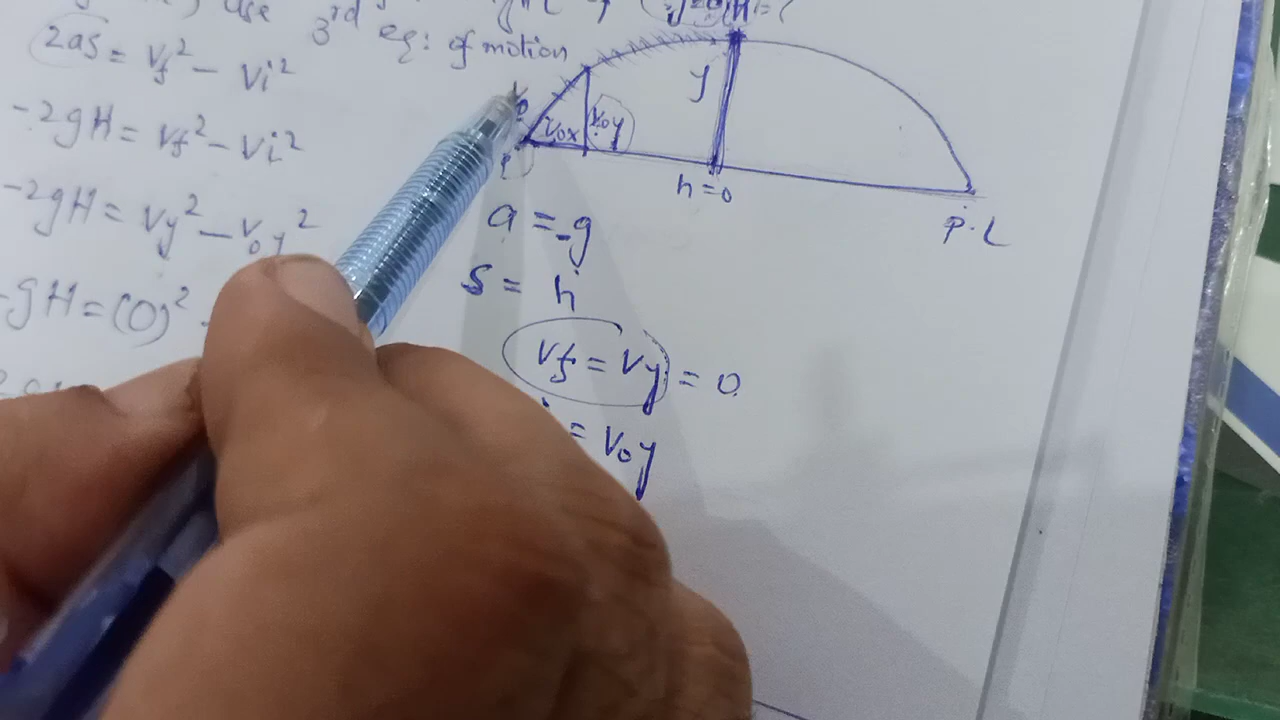 use 3rd eq: of motion
2as = Vf² - Vi²
-2gH = Vf² - Vi²
-2gH = Vy² - Voy²
gH = (0)²
H = (
y
Vox
Voy
h = 0
P.L
a = -g
s = h
Vf = Vy = 0
= Voy